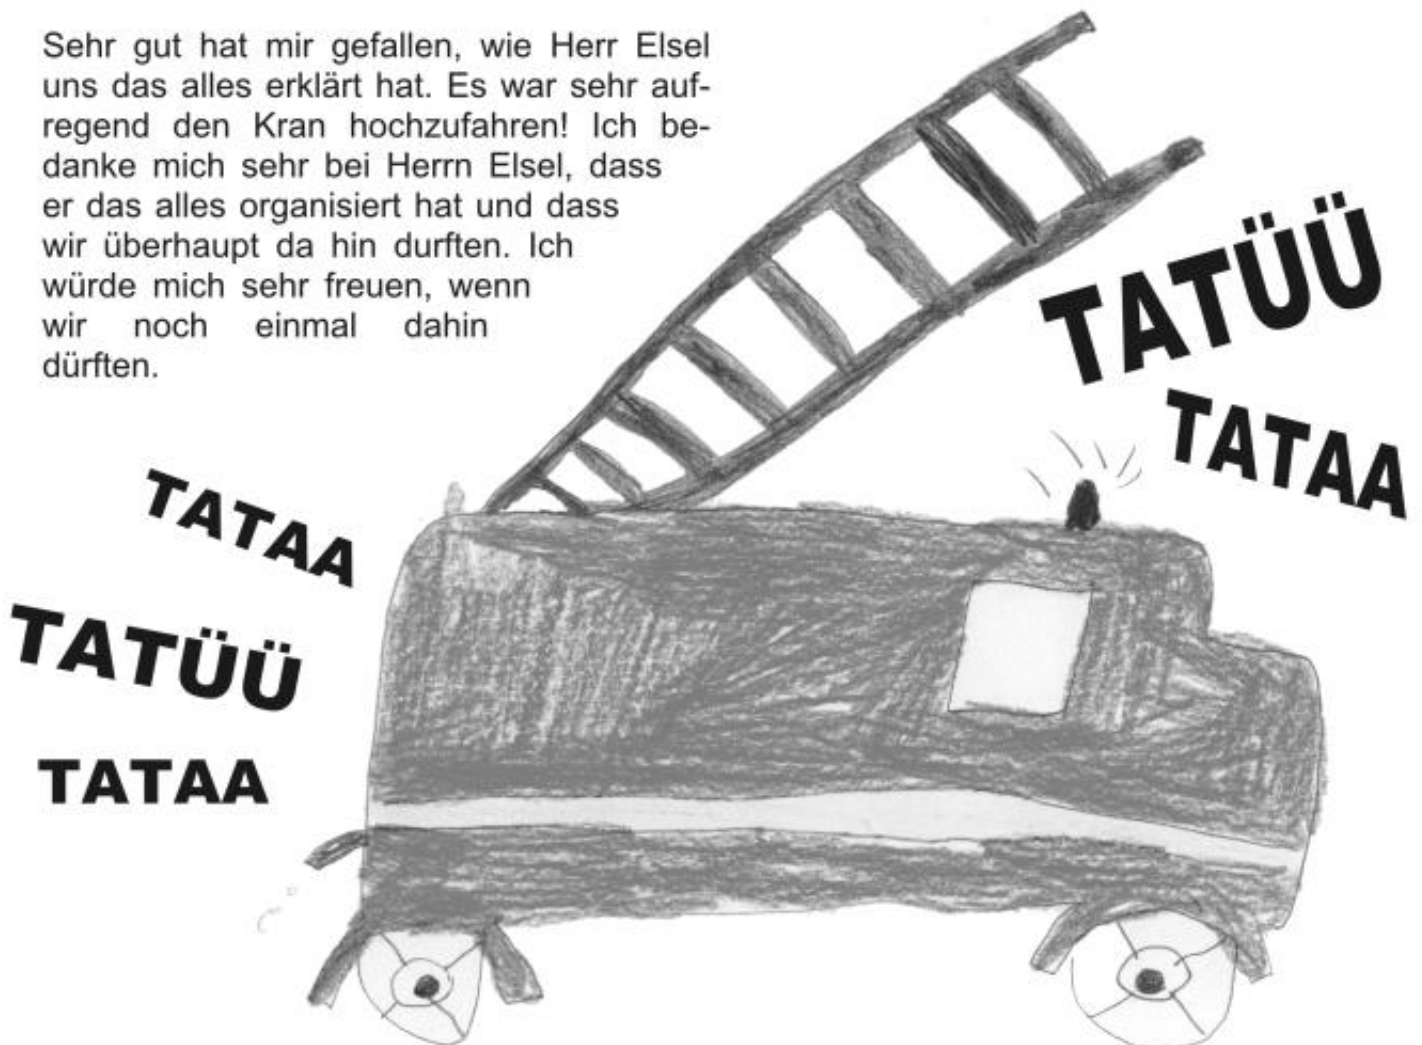 Sehr gut hat mir gefallen, wie Herr Elsel
uns das alles erklärt hat. Es war sehr auf-
regend den Kran hochzufahren! Ich be-
danke mich sehr bei Herrn Elsel, dass
er das alles organisiert hat und dass
wir überhaupt da hin durften. Ich
würde mich sehr freuen, wenn
wir noch einmal dahin
dürften.
TATÜÜ
TATAA
TATAA
TATÜÜ
TATAA